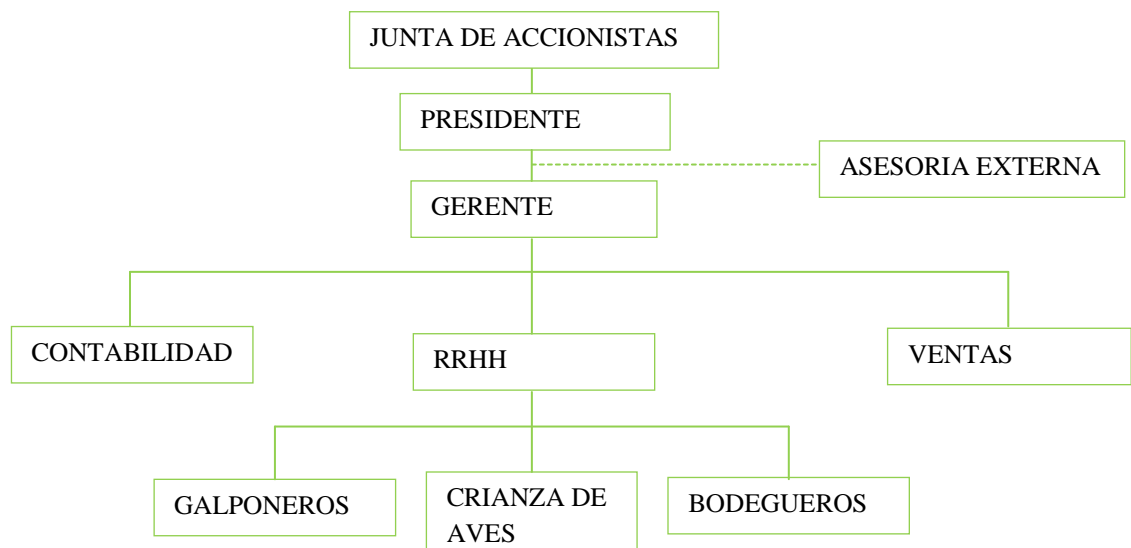 JUNTA DE ACCIONISTAS
PRESIDENTE
ASESORIA EXTERNA
GERENTE
CONTABILIDAD
RRHH
VENTAS
GALPONEROS
CRIANZA DE
AVES
BODEGUEROS